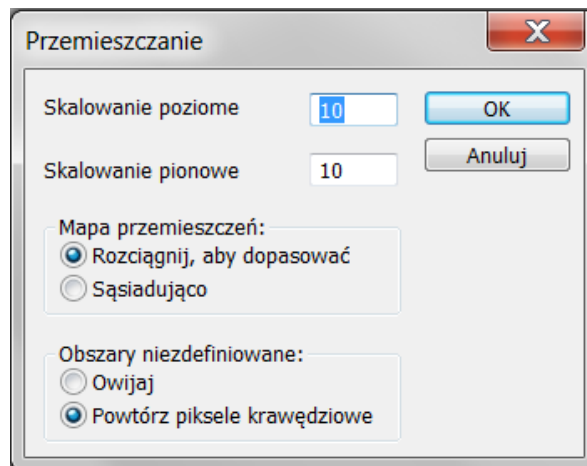 Przemieszczanie
Skalowanie poziome 10 OK
Skalowanie pionowe 10 Anuluj
Mapa przemieszczeń:
Rozciągnij, aby dopasować
Sąsiadująco
Obszary niezdefiniowane:
Owijaj
Powtórz piksele krawędziowe